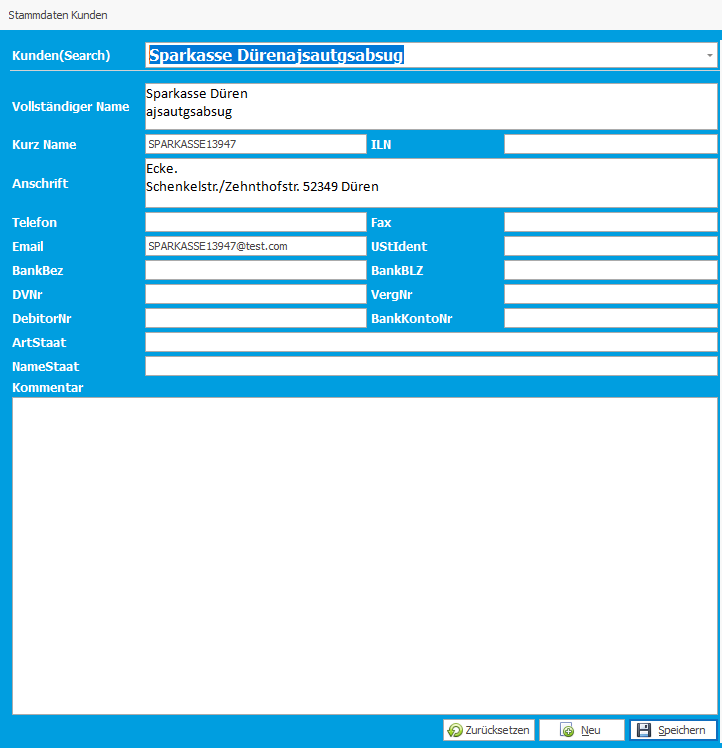 Stammdaten Kunden
Kunden(Search) Sparkasse Dürenajsautgsabsug
Vollständiger Name Sparkasse Düren
ajsautgsabsug
Kurz Name SPARKASSE13947 ILN
Anschrift Ecke.
Schenkelstr./Zehnthofstr. 52349 Düren
Telefon Fax
Email SPARKASSE13947@test.com UStIdent
BankBez BankBLZ
DVNr VergNr
DebitorNr BankKontoNr
ArtStaat
NameStaat
Kommentar
Zurücksetzen Neu Speichern